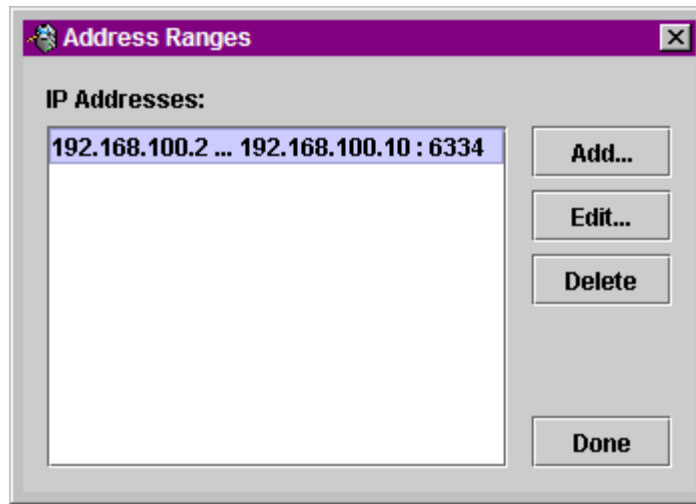 Address Ranges
IP Addresses:
192.168.100.2 ... 192.168.100.10 : 6334
Add...
Edit...
Delete
Done